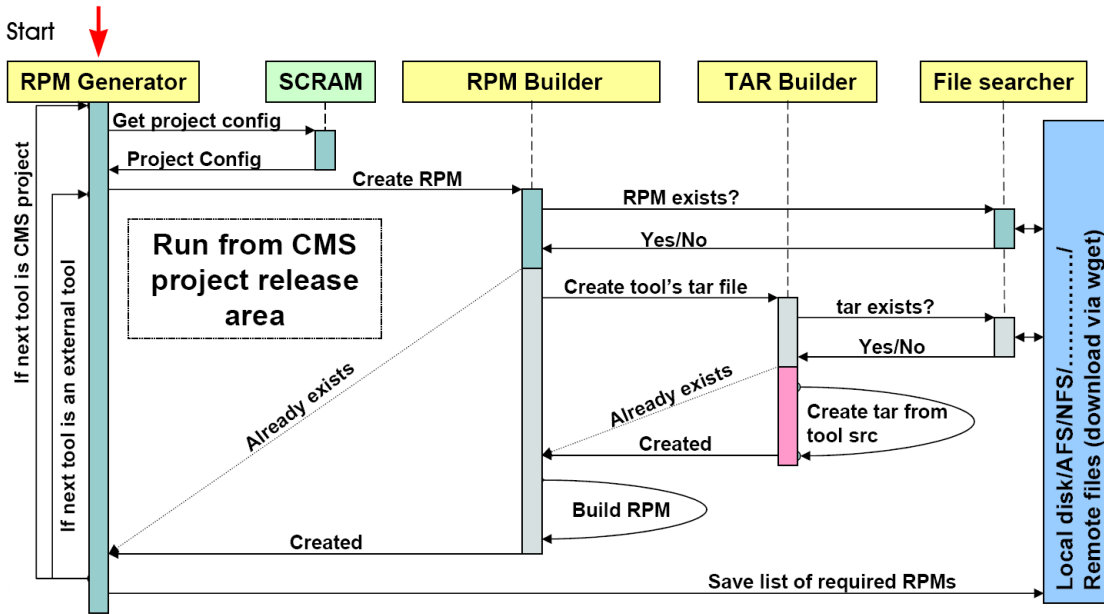 Start
RPM Generator
SCRAM
RPM Builder
TAR Builder
File searcher
Get project config
Project Config
Create RPM
RPM exists?
Yes/No
Run from CMS
project release
area
Create tool's tar file
tar exists?
Yes/No
Already exists
Already exists
Create tar from
tool src
Created
Build RPM
Created
Save list of required RPMs
If next tool is CMS project
If next tool is an external tool
Local disk/AFS/NFS/……………/
Remote files (download via wget)